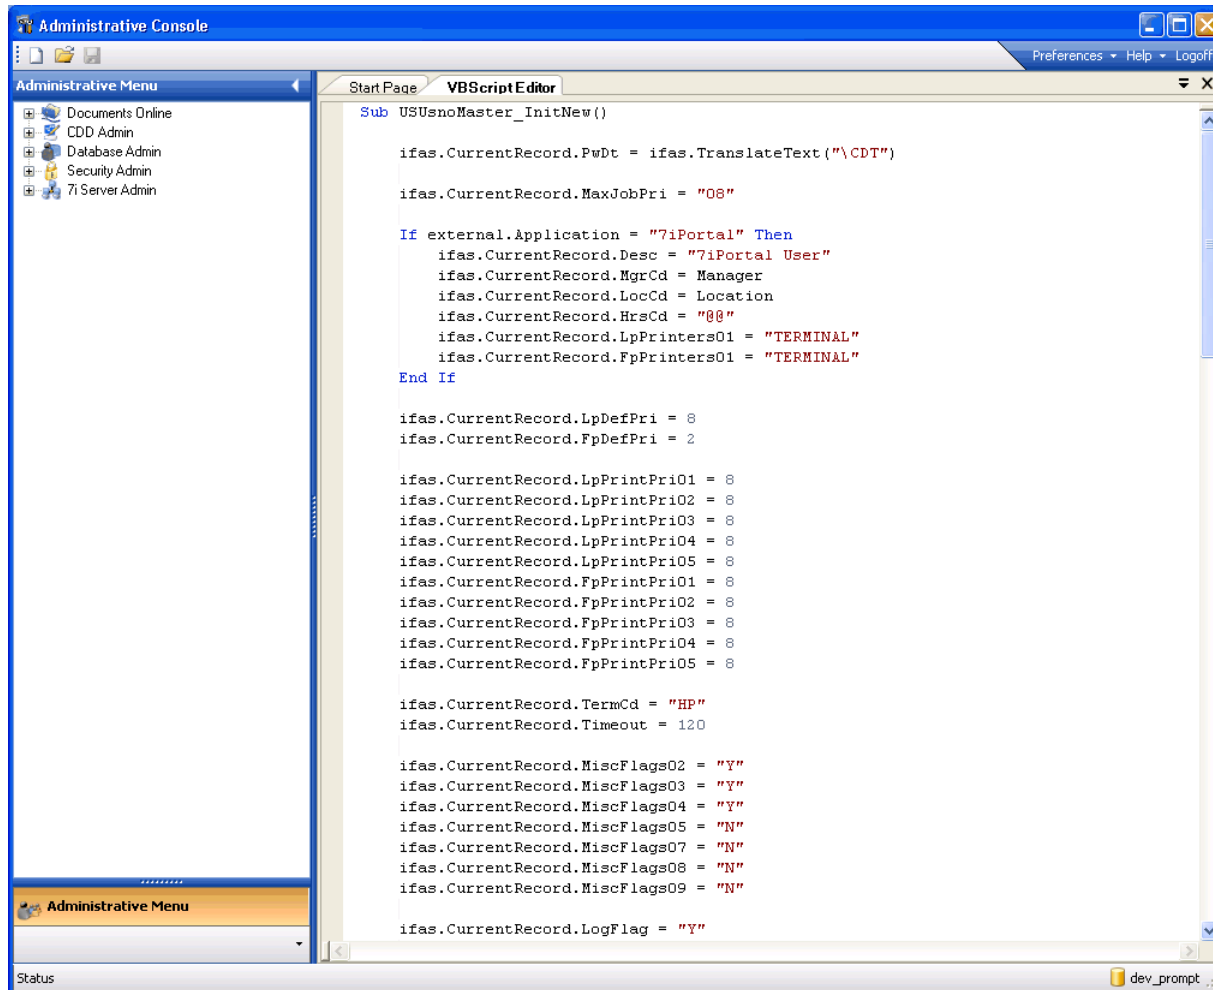 Administrative Console
Preferences Help Logoff
Administrative Menu
Documents Online
CDD Admin
Database Admin
Security Admin
7i Server Admin
Administrative Menu
Start Page VBScript Editor
Sub USUsnoMaster_InitNew()
ifas.CurrentRecord.PwDt = ifas.TranslateText("\CDT")
ifas.CurrentRecord.MaxJobPri = "08"
If external.Application = "7iPortal" Then
ifas.CurrentRecord.Desc = "7iPortal User"
ifas.CurrentRecord.MgrCd = Manager
ifas.CurrentRecord.LocCd = Location
ifas.CurrentRecord.HrsCd = "@@"
ifas.CurrentRecord.LpPrinters01 = "TERMINAL"
ifas.CurrentRecord.FpPrinters01 = "TERMINAL"
End If
ifas.CurrentRecord.LpDefPri = 8
ifas.CurrentRecord.FpDefPri = 2
ifas.CurrentRecord.LpPrintPri01 = 8
ifas.CurrentRecord.LpPrintPri02 = 8
ifas.CurrentRecord.LpPrintPri03 = 8
ifas.CurrentRecord.LpPrintPri04 = 8
ifas.CurrentRecord.LpPrintPri05 = 8
ifas.CurrentRecord.FpPrintPri01 = 8
ifas.CurrentRecord.FpPrintPri02 = 8
ifas.CurrentRecord.FpPrintPri03 = 8
ifas.CurrentRecord.FpPrintPri04 = 8
ifas.CurrentRecord.FpPrintPri05 = 8
ifas.CurrentRecord.TermCd = "HP"
ifas.CurrentRecord.Timeout = 120
ifas.CurrentRecord.MiscFlags02 = "Y"
ifas.CurrentRecord.MiscFlags03 = "Y"
ifas.CurrentRecord.MiscFlags04 = "Y"
ifas.CurrentRecord.MiscFlags05 = "N"
ifas.CurrentRecord.MiscFlags07 = "N"
ifas.CurrentRecord.MiscFlags08 = "N"
ifas.CurrentRecord.MiscFlags09 = "N"
ifas.CurrentRecord.LogFlag = "Y"
Status
dev_prompt